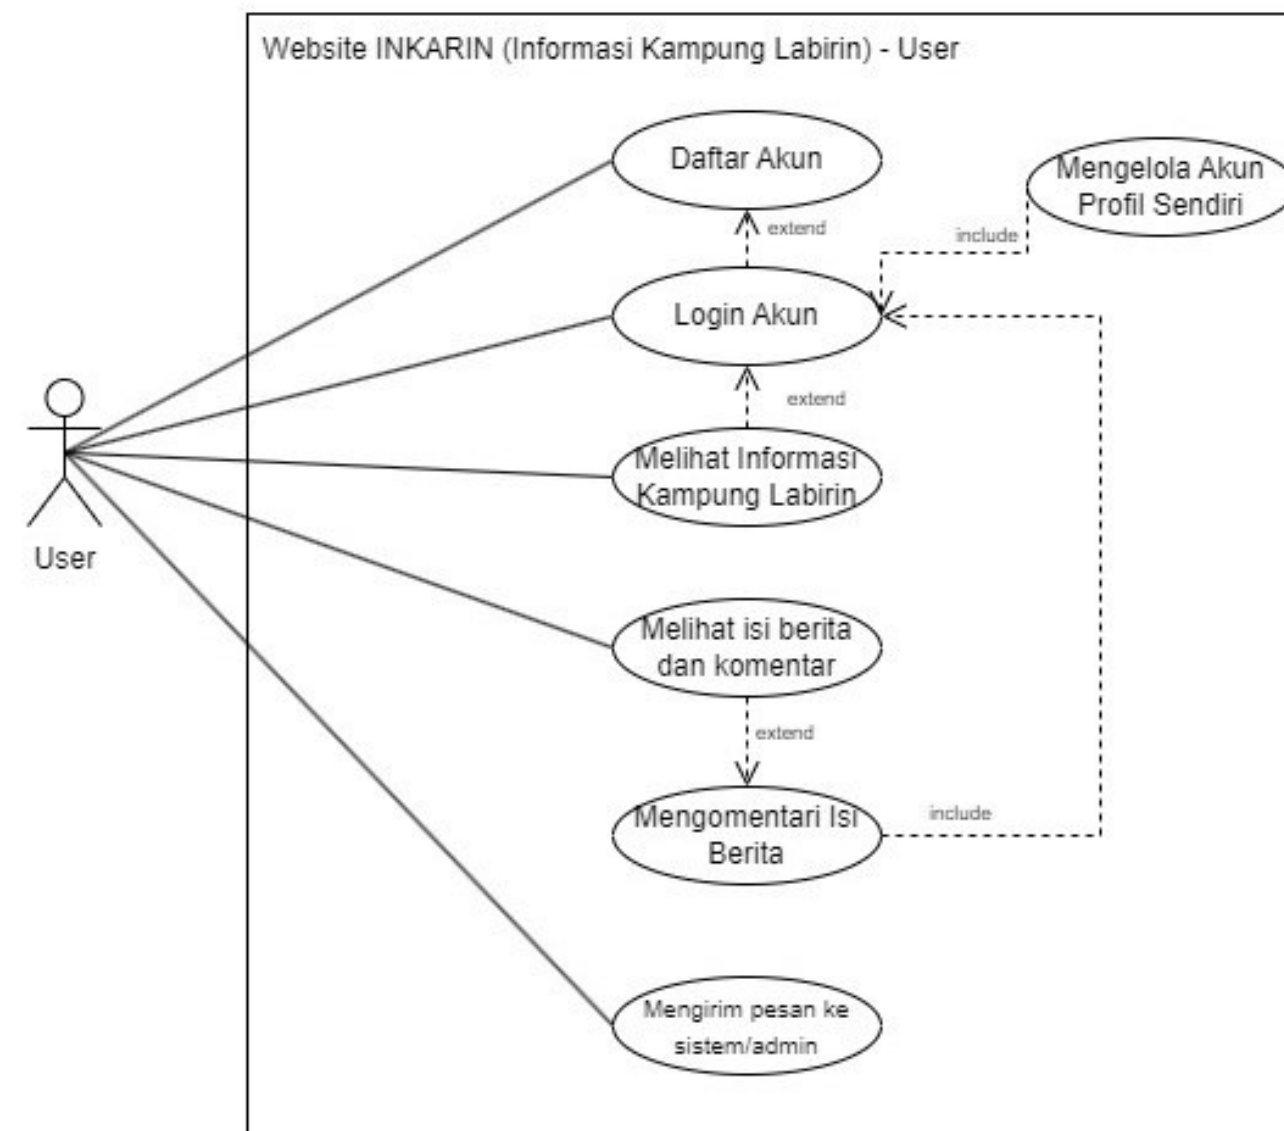 Website INKARIN (Informasi Kampung Labirin) - User
Daftar Akun
Mengelola Akun
Profil Sendiri
extend
include
Login Akun
extend
Melihat Informasi
Kampung Labirin
User
Melihat isi berita
dan komentar
extend
Mengomentari Isi
Berita
include
Mengirim pesan ke
sistem/admin